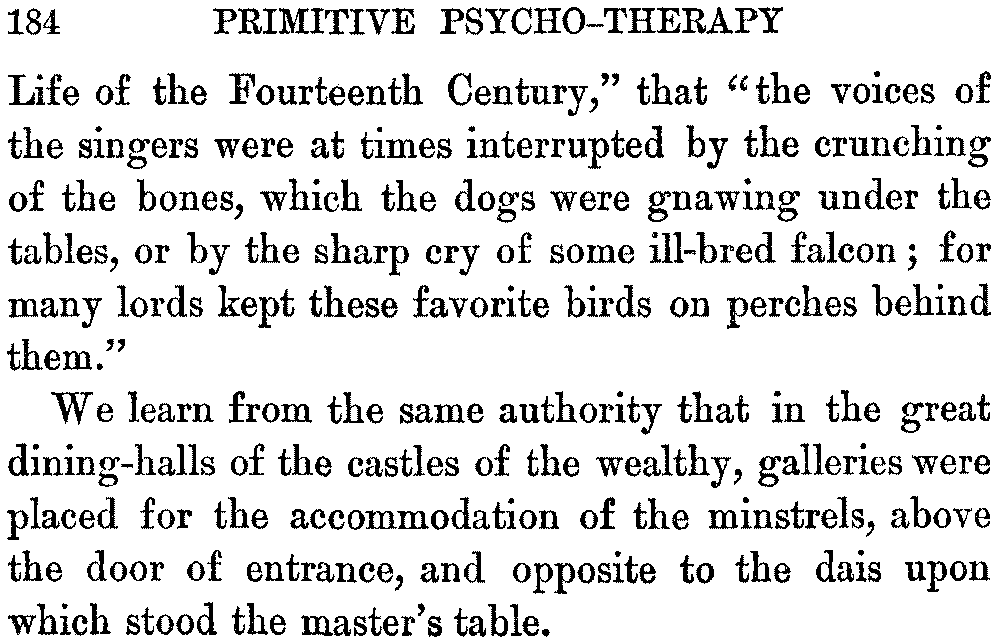 184 PRIMITIVE PSYCHO-THERAPY
Life of the Fourteenth Century,” that “the voices of
the singers were at times interrupted by the crunching
of the bones, which the dogs were gnawing under the
tables, or by the sharp cry of some ill-bred falcon ; for
many lords kept these favorite birds on perches behind
them.”
We learn from the same authority that in the great
dining-halls of the castles of the wealthy, galleries were
placed for the accommodation of the minstrels, above
the door of entrance, and opposite to the dais upon
which stood the master’s table.